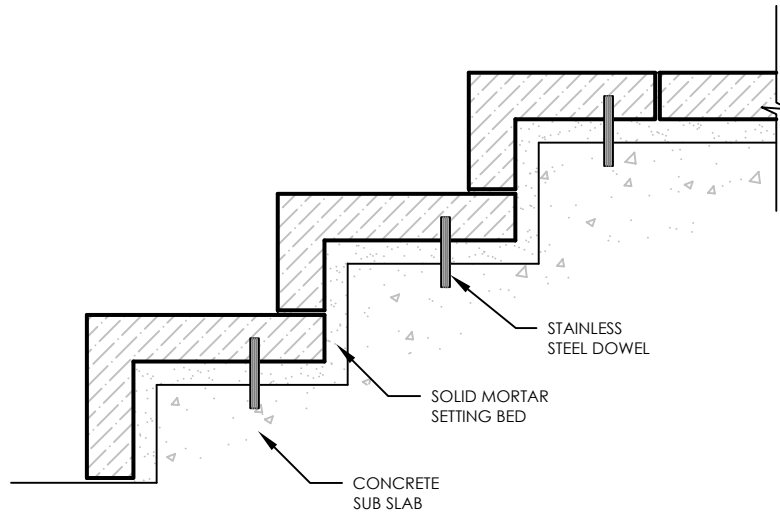 STAINLESS
STEEL DOWEL
SOLID MORTAR
SETTING BED
CONCRETE
SUB SLAB